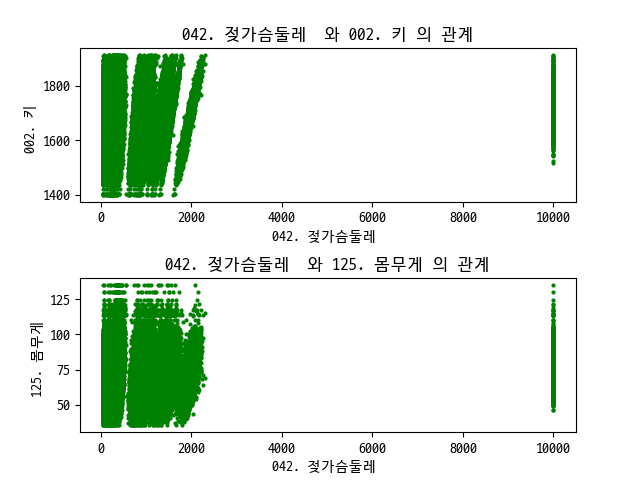 042. 젖가슴둘레  와 002. 키 의 관계
1800
1600
1400
002. 키
0 2000 4000 6000 8000 10000
042. 젖가슴둘레
042. 젖가슴둘레  와 125. 몸무게 의 관계
125
100
75
50
125. 몸무게
0 2000 4000 6000 8000 10000
042. 젖가슴둘레